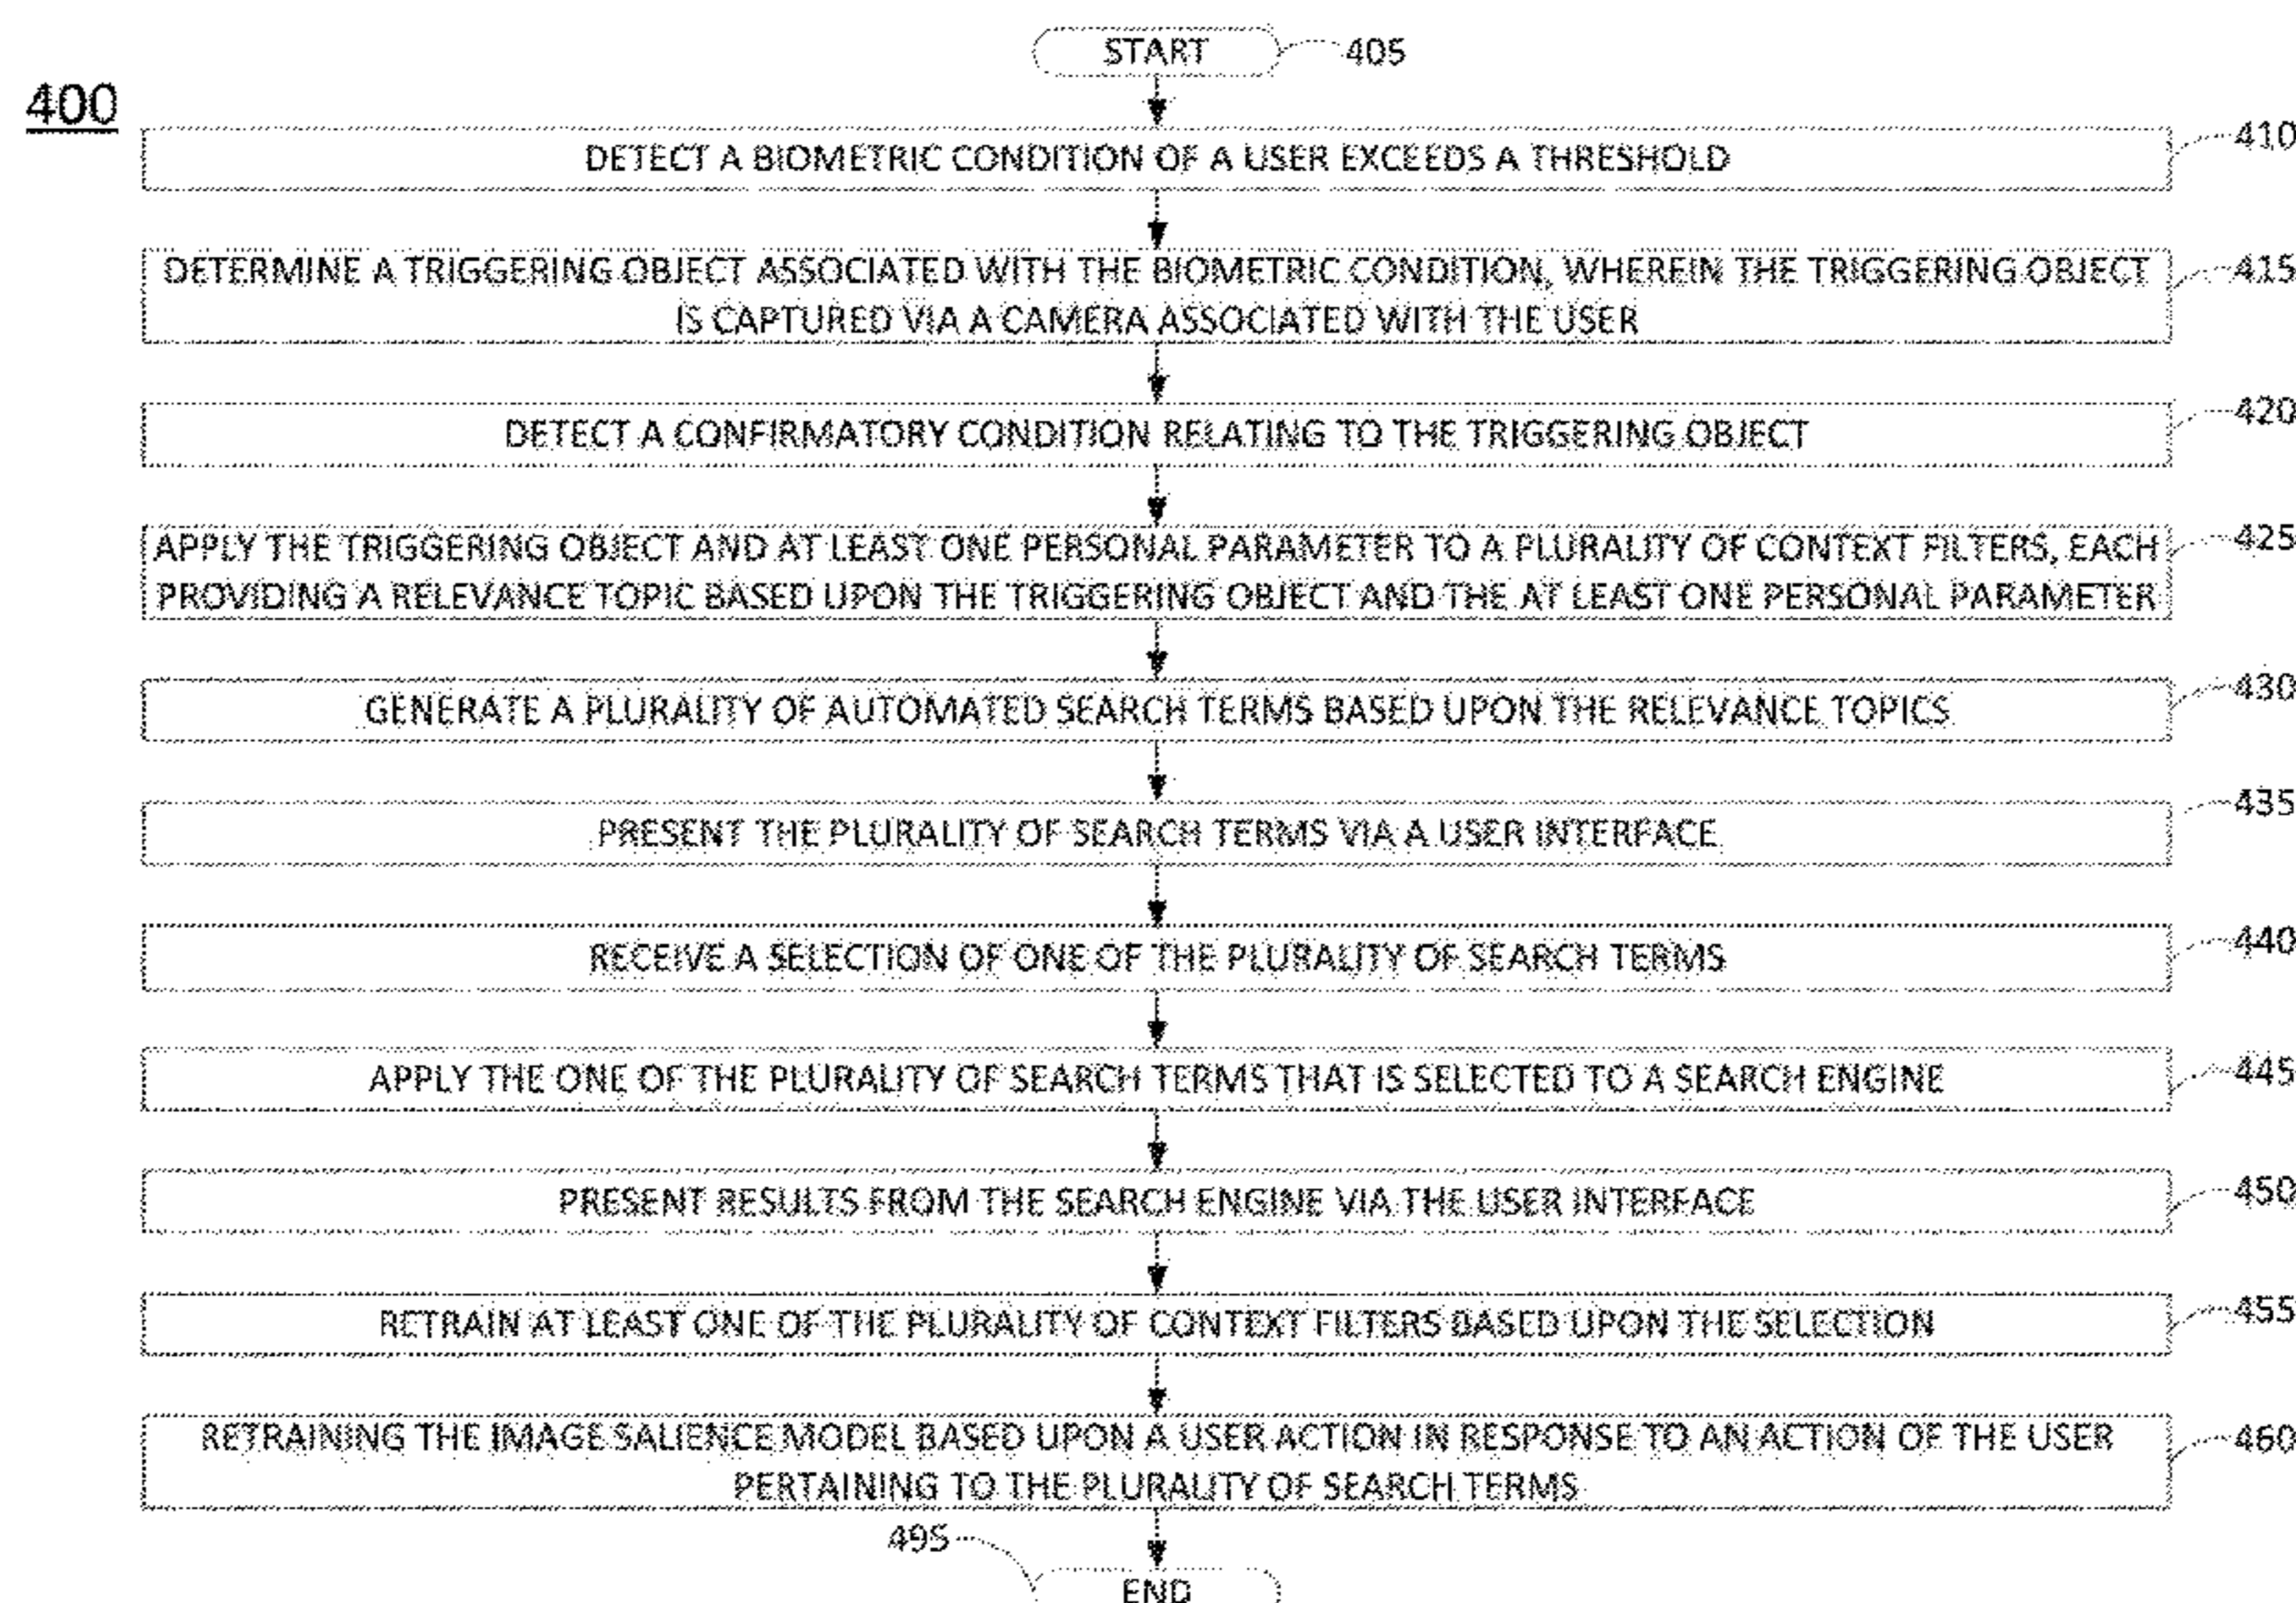 START
405
400
DETECT A BIOMETRIC CONDITION OF A USER EXCEEDS A THRESHOLD
410
DETERMINE A TRIGGERING OBJECT ASSOCIATED WITH THE BIOMETRIC CONDITION, WHEREIN THE TRIGGERING OBJECT
IS CAPTURED VIA A CAMERA ASSOCIATED WITH THE USER
415
DETECT A CONFIRMATORY CONDITION RELATING TO THE TRIGGERING OBJECT
420
APPLY THE TRIGGERING OBJECT AND AT LEAST ONE PERSONAL PARAMETER TO A PLURALITY OF CONTEXT FILTERS, EACH
PROVIDING A RELEVANCE TOPIC BASED UPON THE TRIGGERING OBJECT AND THE AT LEAST ONE PERSONAL PARAMETER
425
GENERATE A PLURALITY OF AUTOMATED SEARCH TERMS BASED UPON THE RELEVANCE TOPICS
430
PRESENT THE PLURALITY OF SEARCH TERMS VIA A USER INTERFACE
435
RECEIVE A SELECTION OF ONE OF THE PLURALITY OF SEARCH TERMS
440
APPLY THE ONE OF THE PLURALITY OF SEARCH TERMS THAT IS SELECTED TO A SEARCH ENGINE
445
PRESENT RESULTS FROM THE SEARCH ENGINE VIA THE USER INTERFACE
450
RETRAIN AT LEAST ONE OF THE PLURALITY OF CONTEXT FILTERS BASED UPON THE SELECTION
455
RETRAINING THE IMAGE SALIENCE MODEL BASED UPON A USER ACTION IN RESPONSE TO AN ACTION OF THE USER
PERTAINING TO THE PLURALITY OF SEARCH TERMS
460
495
END